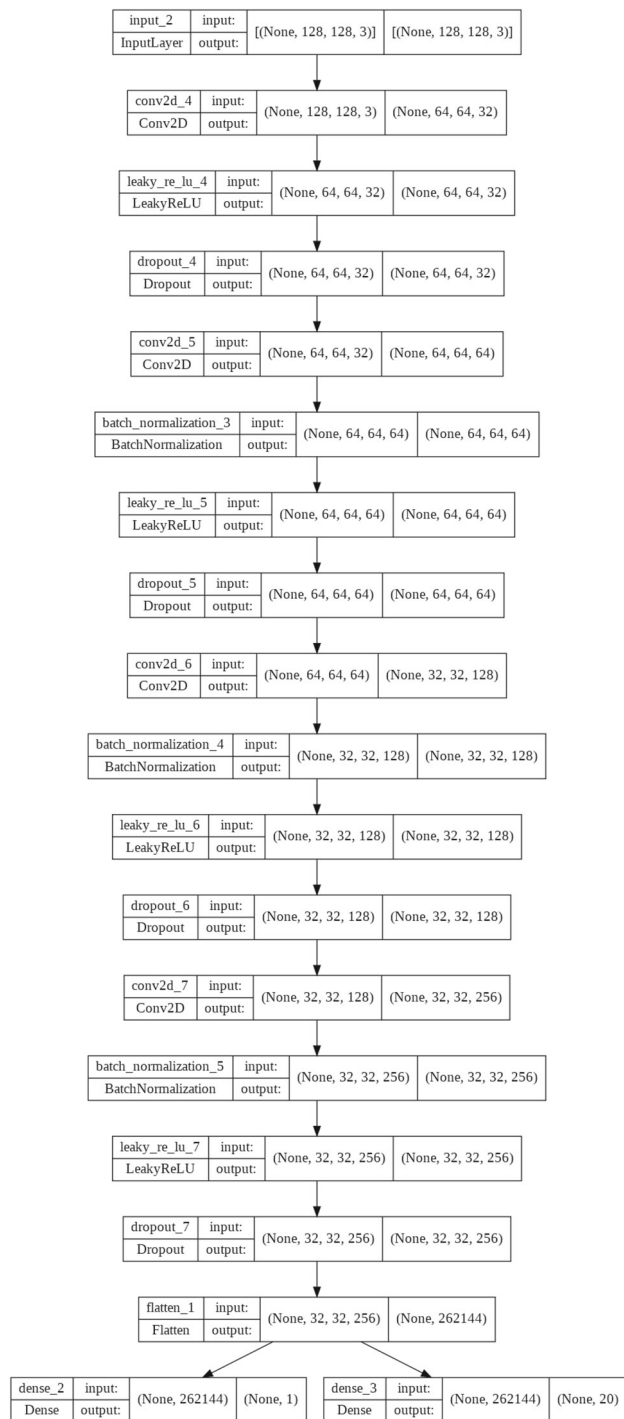 input_2 input: [(None, 128, 128, 3)] [(None, 128, 128, 3)]
InputLayer output:
conv2d_4 input: (None, 128, 128, 3) (None, 64, 64, 32)
Conv2D output:
leaky_re_lu_4 input: (None, 64, 64, 32) (None, 64, 64, 32)
LeakyReLU output:
dropout_4 input: (None, 64, 64, 32) (None, 64, 64, 32)
Dropout output:
conv2d_5 input: (None, 64, 64, 32) (None, 64, 64, 64)
Conv2D output:
batch_normalization_3 input: (None, 64, 64, 64) (None, 64, 64, 64)
BatchNormalization output:
leaky_re_lu_5 input: (None, 64, 64, 64) (None, 64, 64, 64)
LeakyReLU output:
dropout_5 input: (None, 64, 64, 64) (None, 64, 64, 64)
Dropout output:
conv2d_6 input: (None, 64, 64, 64) (None, 32, 32, 128)
Conv2D output:
batch_normalization_4 input: (None, 32, 32, 128) (None, 32, 32, 128)
BatchNormalization output:
leaky_re_lu_6 input: (None, 32, 32, 128) (None, 32, 32, 128)
LeakyReLU output:
dropout_6 input: (None, 32, 32, 128) (None, 32, 32, 128)
Dropout output:
conv2d_7 input: (None, 32, 32, 128) (None, 32, 32, 256)
Conv2D output:
batch_normalization_5 input: (None, 32, 32, 256) (None, 32, 32, 256)
BatchNormalization output:
leaky_re_lu_7 input: (None, 32, 32, 256) (None, 32, 32, 256)
LeakyReLU output:
dropout_7 input: (None, 32, 32, 256) (None, 32, 32, 256)
Dropout output:
flatten_1 input: (None, 32, 32, 256) (None, 262144)
Flatten output:
dense_2 input: (None, 262144) (None, 1)
Dense output:
dense_3 input: (None, 262144) (None, 20)
Dense output: